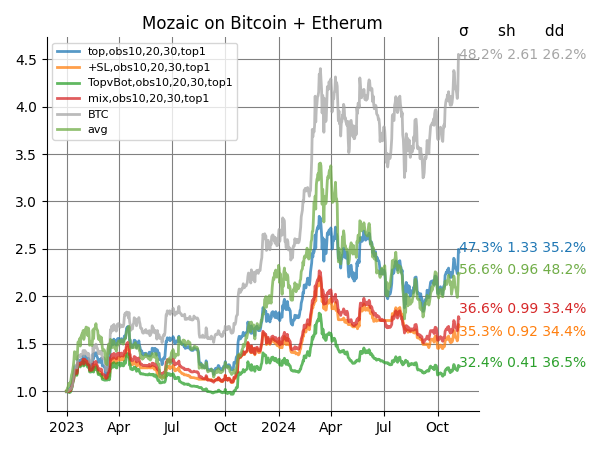 Mozaic on Bitcoin + Etherum
σ sh dd
top,obs10,20,30,top1
+SL,obs10,20,30,top1
TopvBot,obs10,20,30,top1
mix,obs10,20,30,top1
BTC
avg
48.2% 2.61 26.2%
47.3% 1.33 35.2%
56.6% 0.96 48.2%
36.6% 0.99 33.4%
35.3% 0.92 34.4%
32.4% 0.41 36.5%
4.5
4.0
3.5
3.0
2.5
2.0
1.5
1.0
2023 Apr Jul Oct 2024 Apr Jul Oct